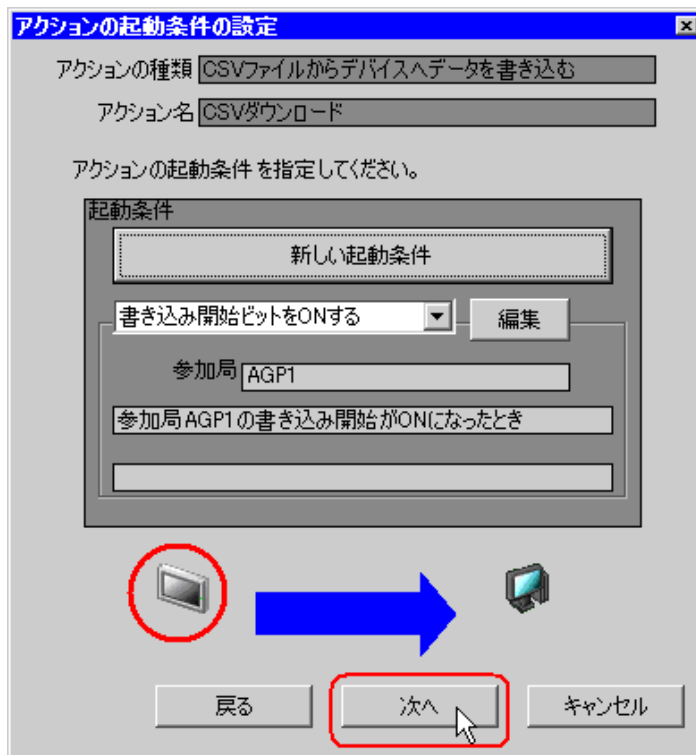 アクションの起動条件の設定
アクションの種類 CSVファイルからデバイスへデータを書き込む
アクション名 CSVダウンロード
アクションの起動条件を指定してください。
起動条件
新しい起動条件
書き込み開始ビットをONする 編集
参加局 AGP1
参加局AGP1の書き込み開始がONになったとき
戻る 次へ キャンセル